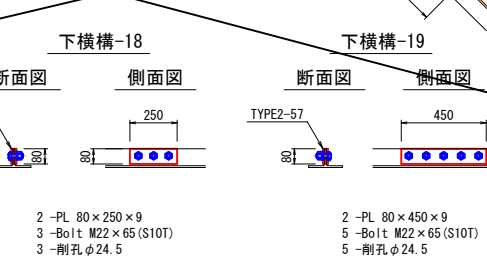 下横構-18
下横構-19
断面図
側面図
断面図
側面図
250
TYPE2-57
450
80
80
80
80
2 -PL 80×250×9
3 -Bolt M22×65(S10T)
3 -削孔φ24.5
2 -PL 80×450×9
5 -Bolt M22×65(S10T)
5 -削孔φ24.5